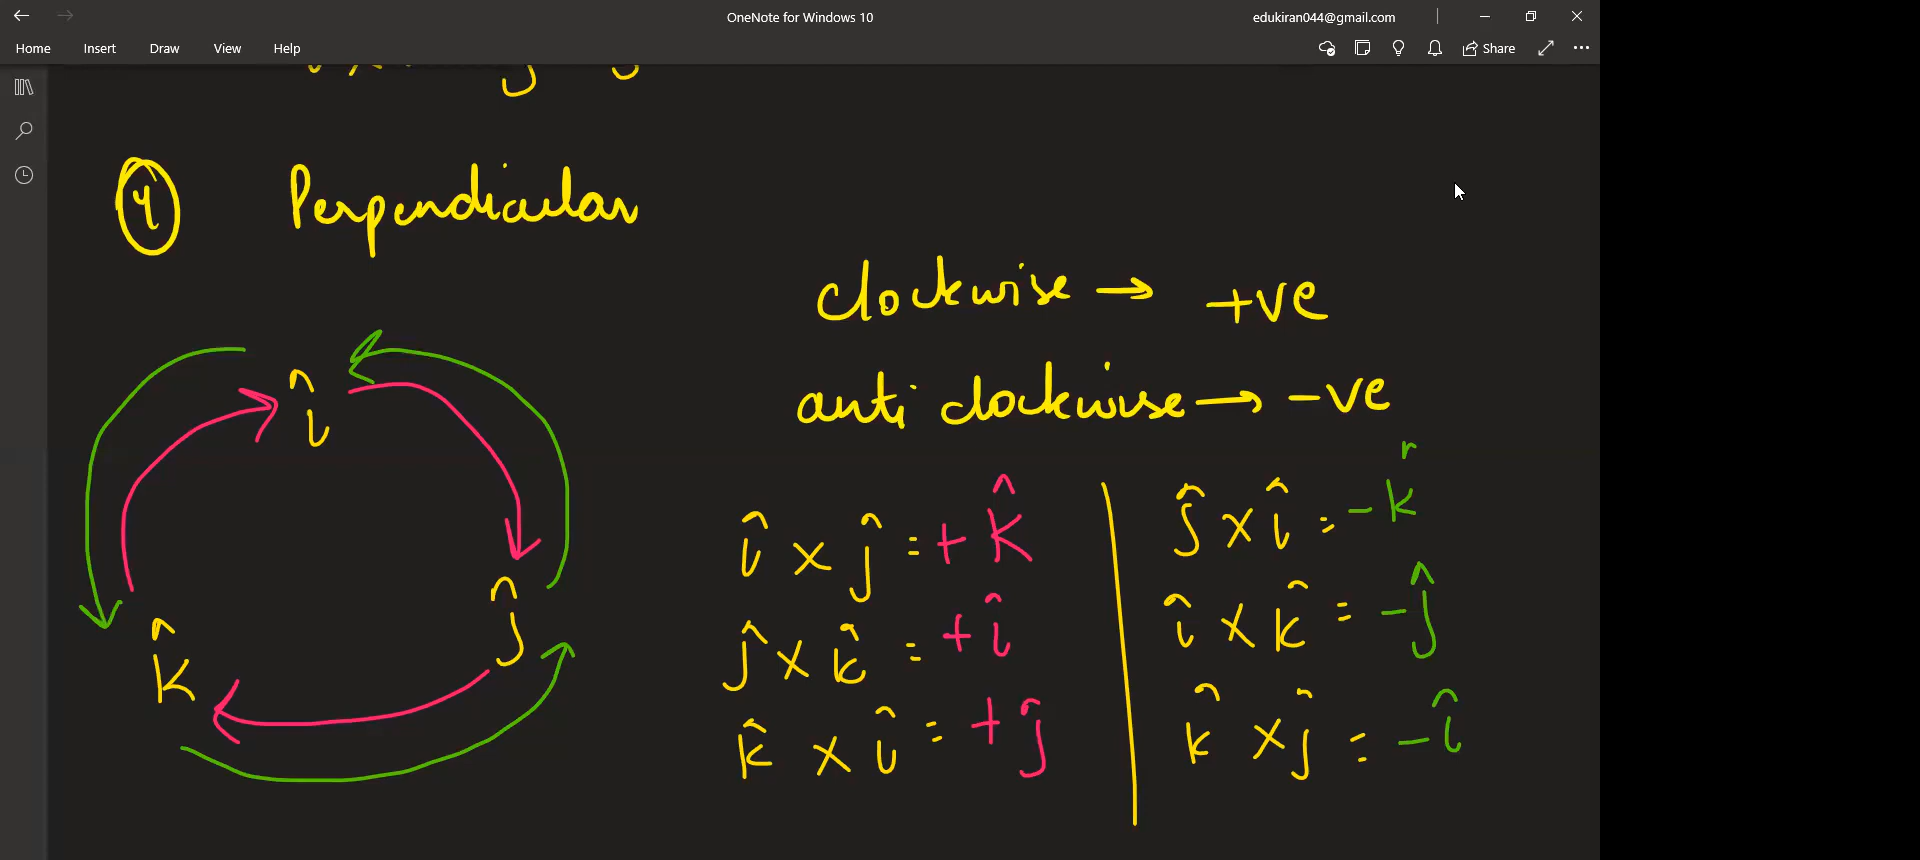 OneNote for Windows 10
edukiran044@gmail.com
Home Insert Draw View Help
Share
4 Perpendicular
clockwise → +ve
anti clockwise → -ve
î
ĵ
k̂
î × ĵ = + k̂
ĵ × k̂ = + î
k̂ × î = + ĵ
ĵ × î = - k̂
î × k̂ = - ĵ
k̂ × ĵ = - î